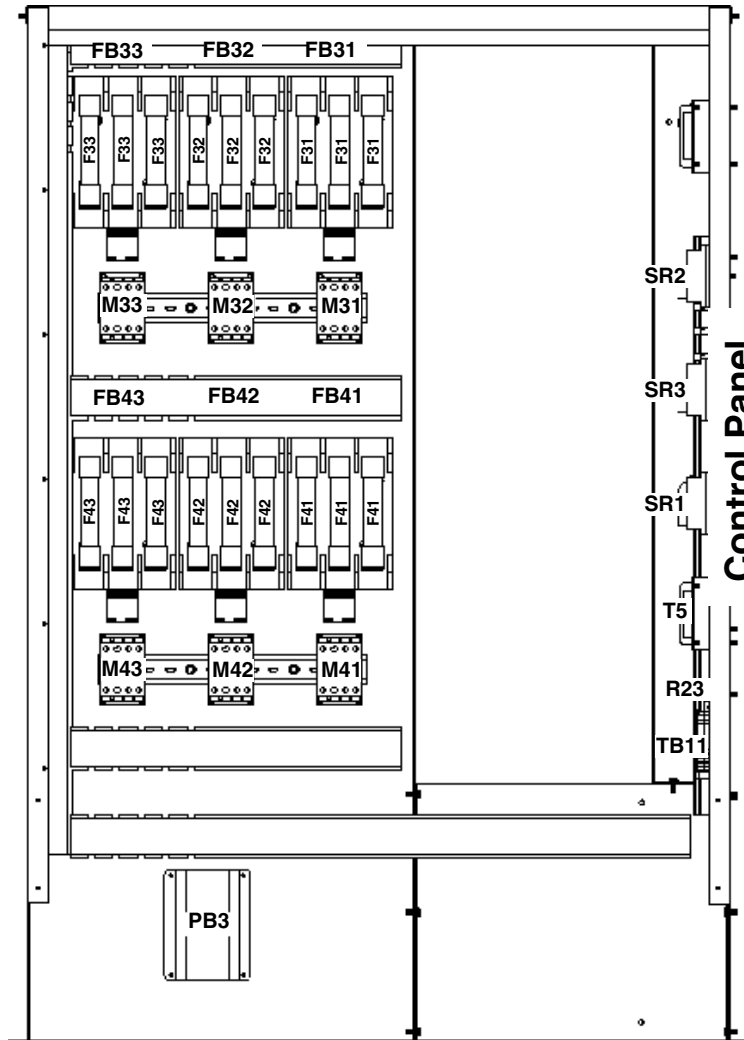 FB33 FB32 FB31
F33 F33 F33 F32 F32 F32 F31 F31 F31
SR2
M33 M32 M31
SR3
FB43 FB42 FB41
Control Panel
SR1
F43 F43 F43 F42 F42 F42 F41 F41 F41
T5
M43 M42 M41
R23
TB11
PB3